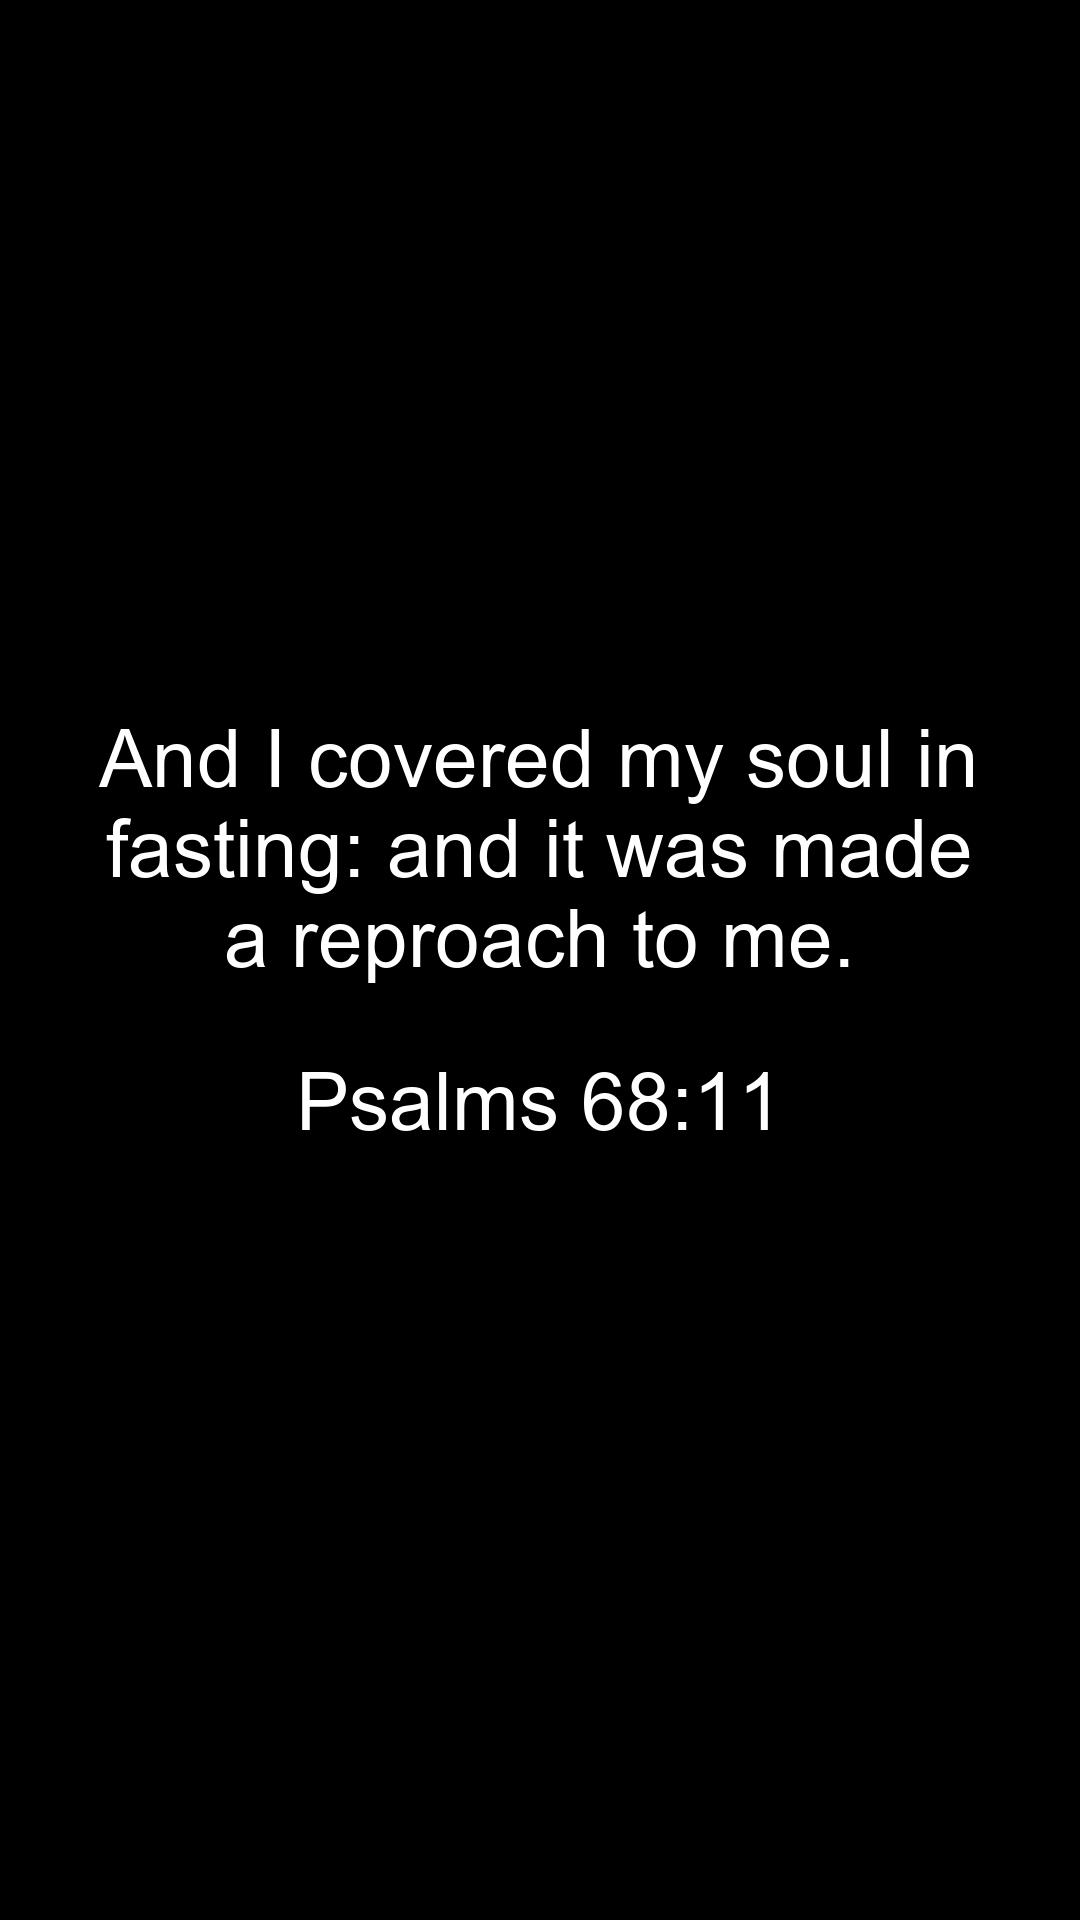 And I covered my soul in
fasting: and it was made
a reproach to me.
Psalms 68:11